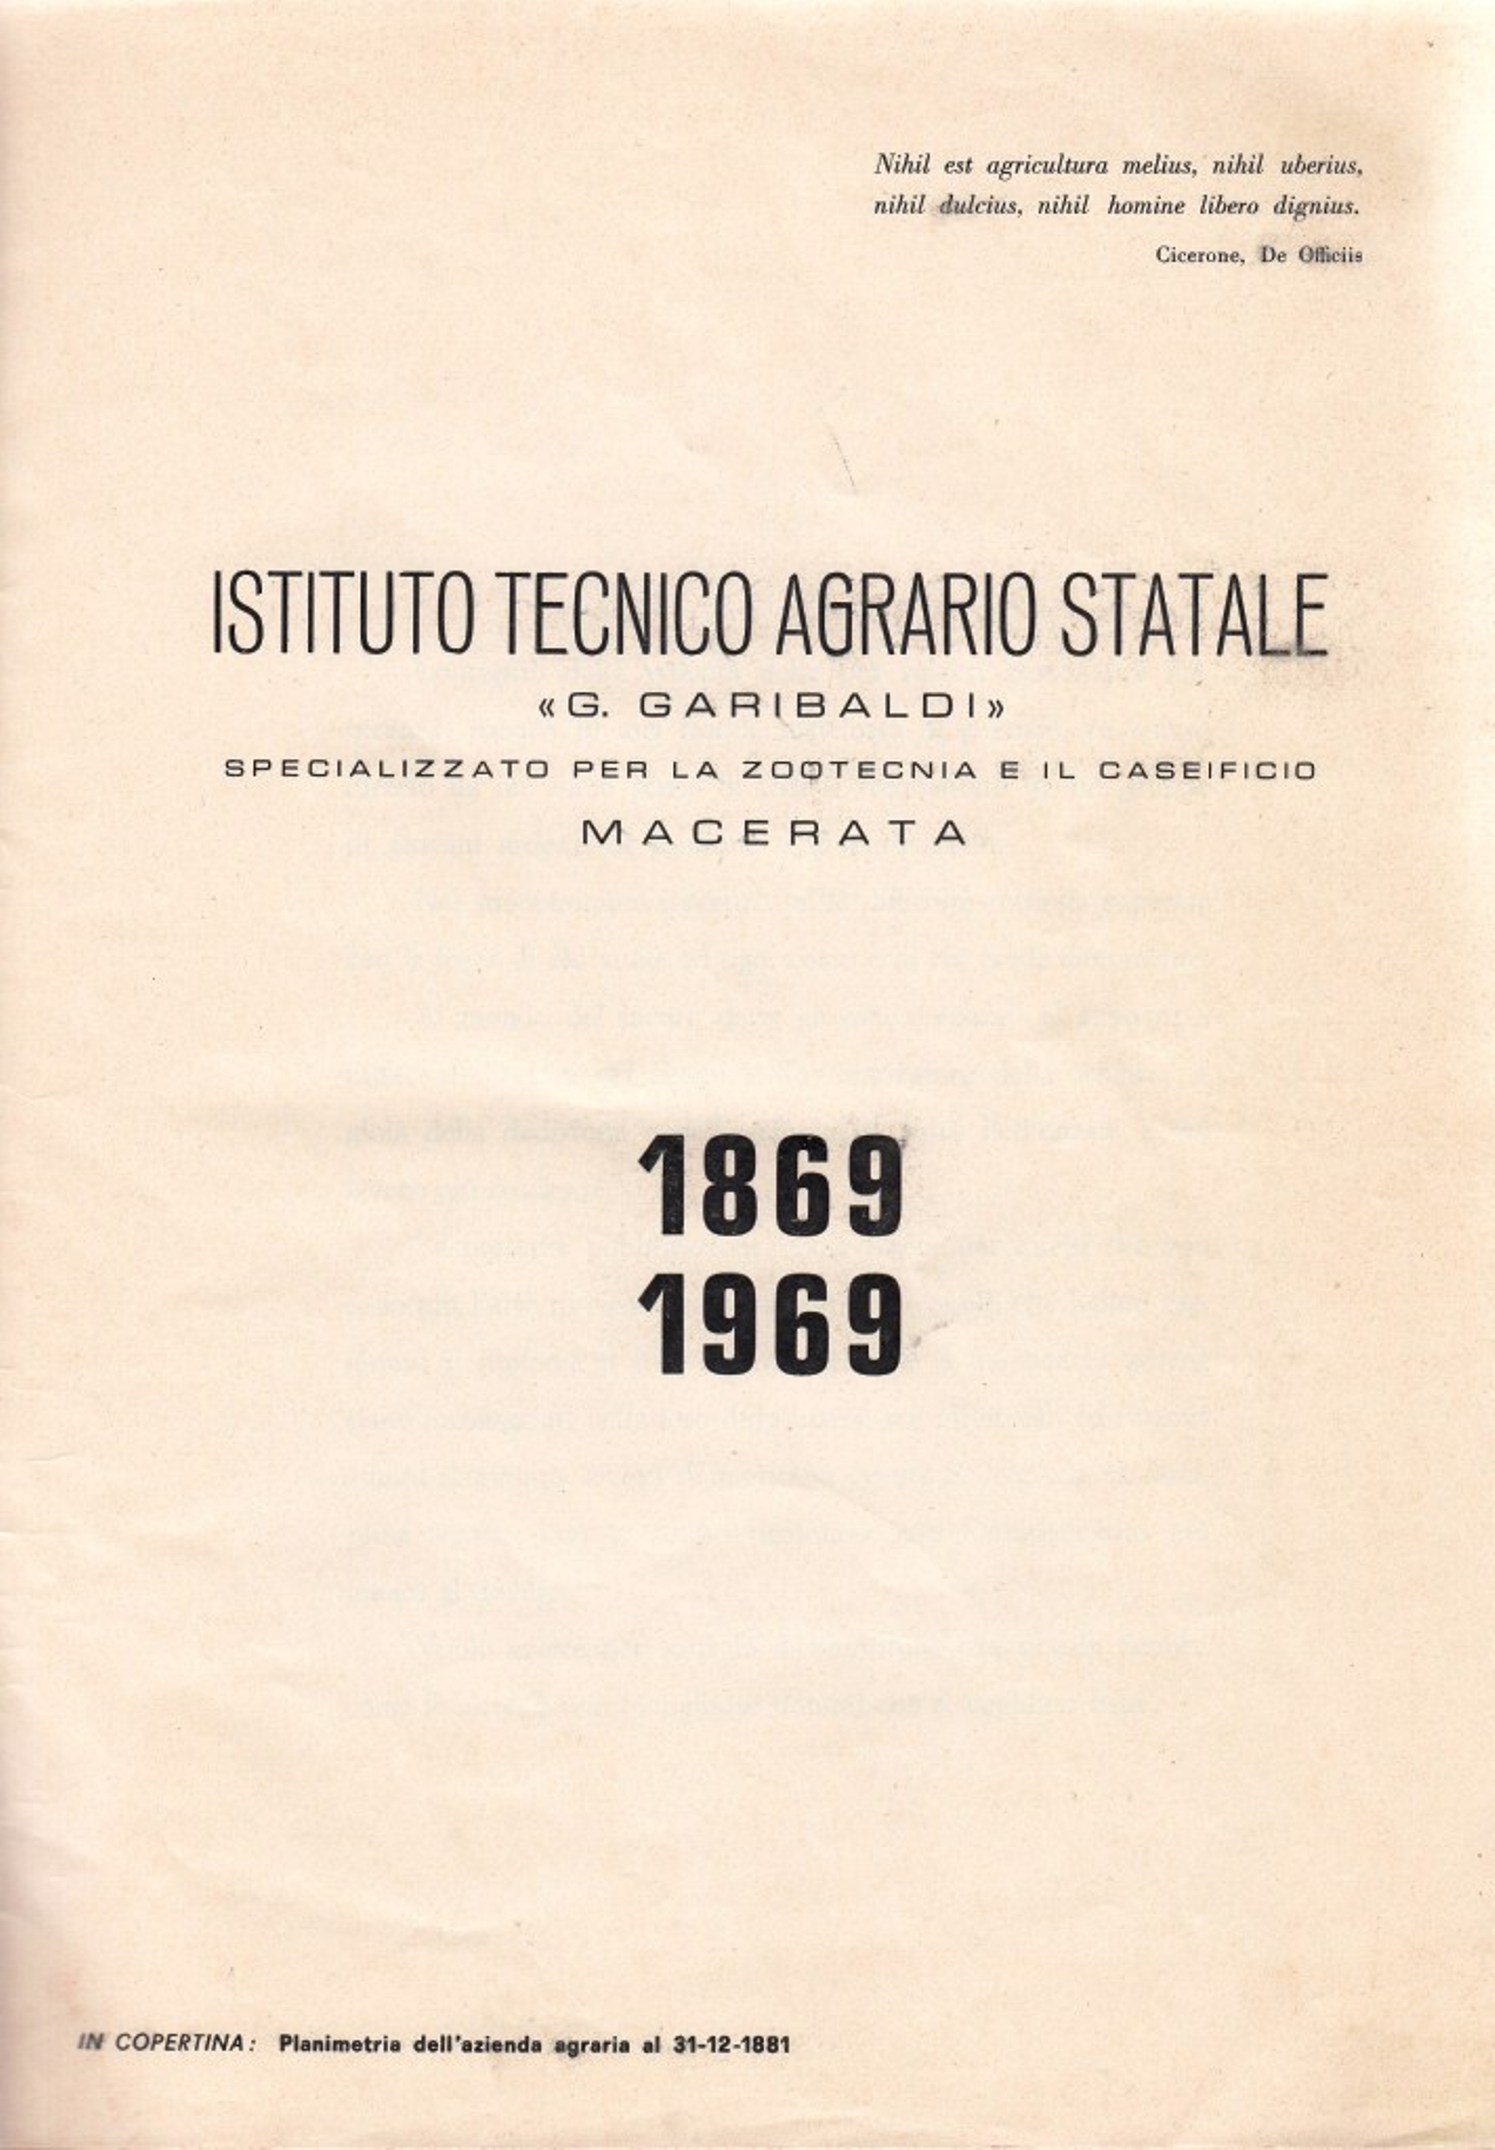 Nihil est agricultura melius, nihil uberius,
nihil dulcius, nihil homine libero dignius.
Cicerone, De Officiis
ISTITUTO TECNICO AGRARIO STATALE
«G. GARIBALDI»
SPECIALIZZATO PER LA ZOOTECNIA E IL CASEIFICIO
MACERATA
1869
1969
IN COPERTINA: Planimetria dell'azienda agraria al 31-12-1881